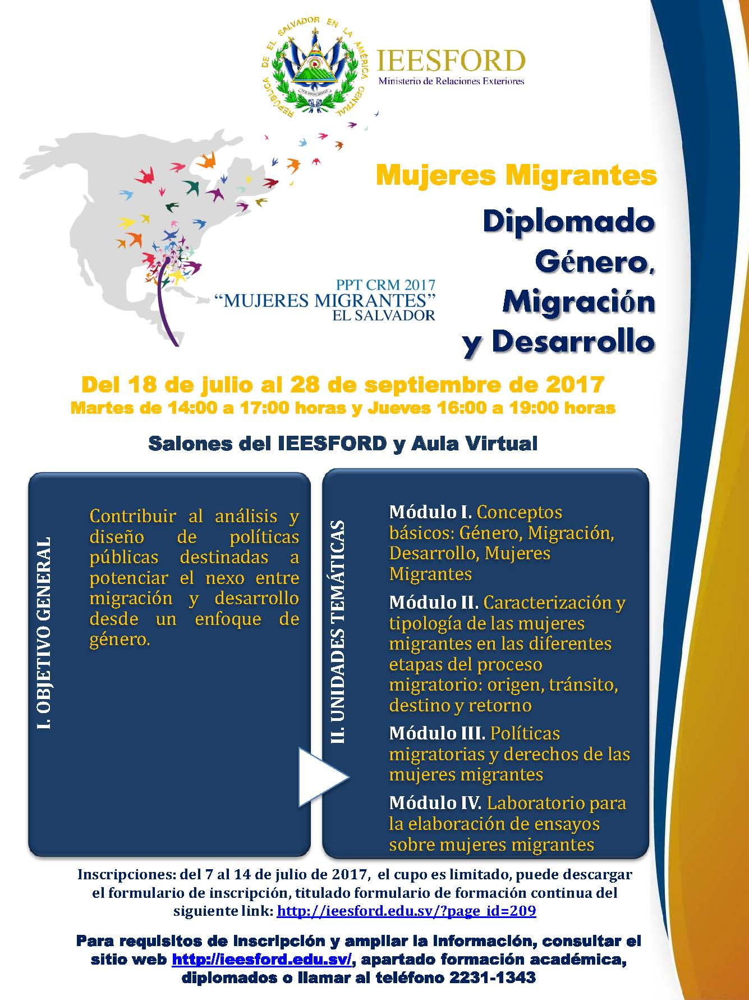 REPÚBLICA DE EL SALVADOR EN LA AMÉRICA CENTRAL
IEESFORD
Ministerio de Relaciones Exteriores
Mujeres Migrantes
Diplomado
Género,
Migración
y Desarrollo
PPT CRM 2017
“MUJERES MIGRANTES”
EL SALVADOR
Del 18 de julio al 28 de septiembre de 2017
Martes de 14:00 a 17:00 horas y Jueves 16:00 a 19:00 horas
Salones del IEESFORD y Aula Virtual
I. OBJETIVO GENERAL
Contribuir al análisis y
diseño de políticas
públicas destinadas a
potenciar el nexo entre
migración y desarrollo
desde un enfoque de
género.
II. UNIDADES TEMÁTICAS
Módulo I. Conceptos
básicos: Género, Migración,
Desarrollo, Mujeres
Migrantes
Módulo II. Caracterización y
tipología de las mujeres
migrantes en las diferentes
etapas del proceso
migratorio: origen, tránsito,
destino y retorno
Módulo III. Políticas
migratorias y derechos de las
mujeres migrantes
Módulo IV. Laboratorio para
la elaboración de ensayos
sobre mujeres migrantes
Inscripciones: del 7 al 14 de julio de 2017, el cupo es limitado, puede descargar
el formulario de inscripción, titulado formulario de formación continua del
siguiente link: http://ieesford.edu.sv/?page_id=209
Para requisitos de inscripción y ampliar la información, consultar el
sitio web http://ieesford.edu.sv/, apartado formación académica,
diplomados o llamar al teléfono 2231-1343